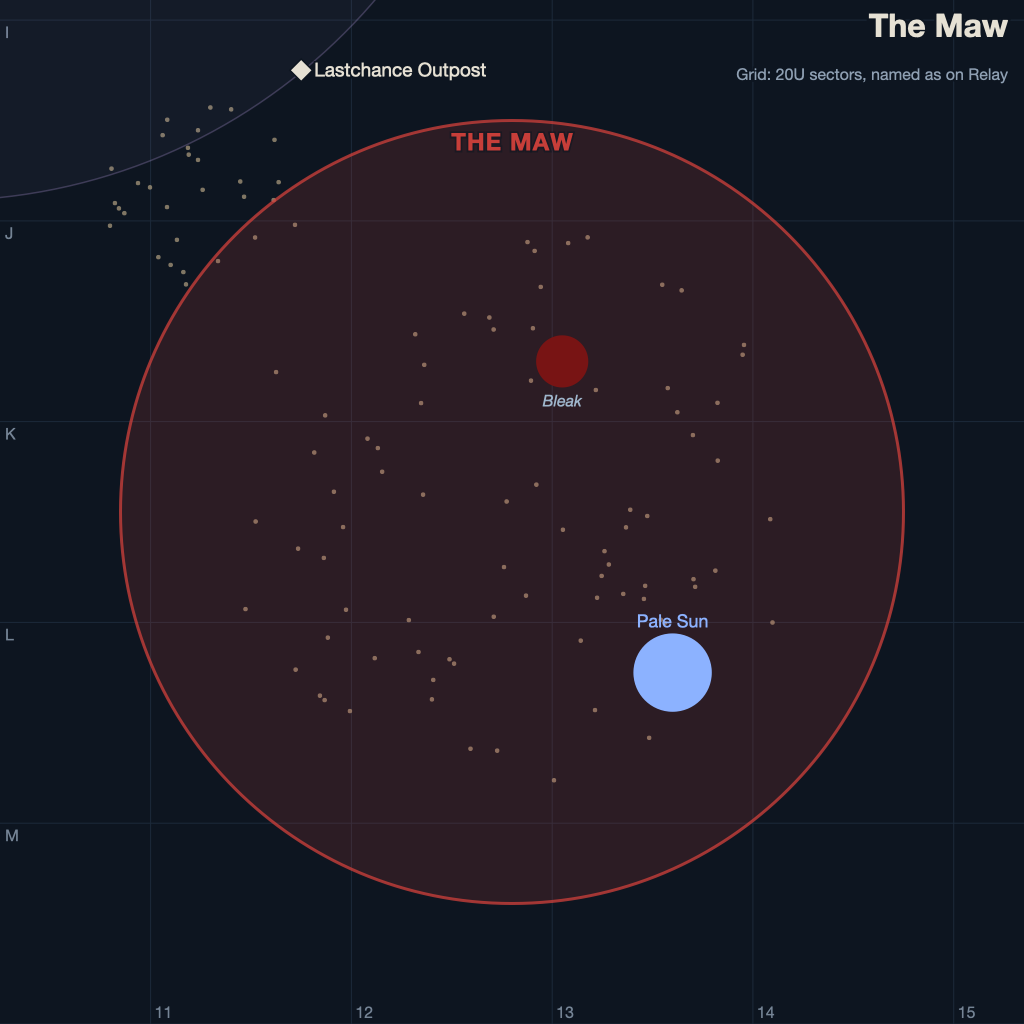 The Maw
Grid: 20U sectors, named as on Relay
I
Lastchance Outpost
THE MAW
J
Bleak
K
Pale Sun
L
M
11
12
13
14
15